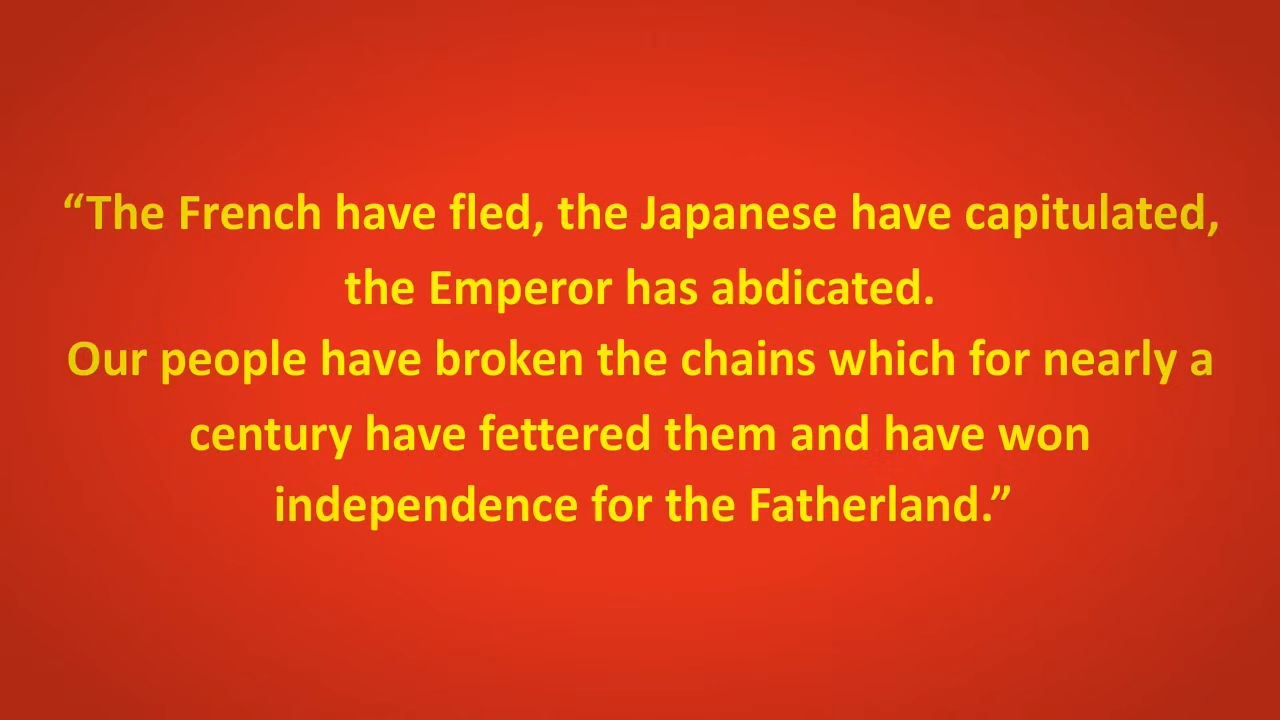 “The French have fled, the Japanese have capitulated,
the Emperor has abdicated.
Our people have broken the chains which for nearly a
century have fettered them and have won
independence for the Fatherland.”